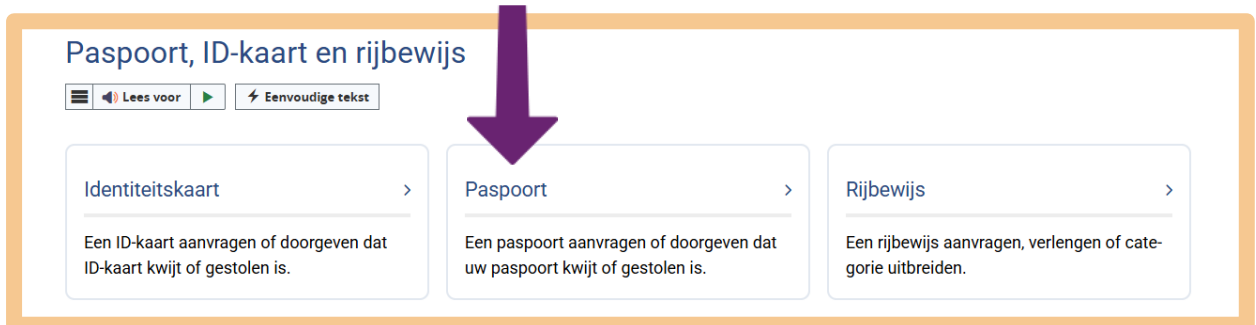 Paspoort, ID-kaart en rijbewijs
Lees voor
Eenvoudige tekst
Identiteitskaart
Een ID-kaart aanvragen of doorgeven dat
ID-kaart kwijt of gestolen is.
Paspoort
Een paspoort aanvragen of doorgeven dat
uw paspoort kwijt of gestolen is.
Rijbewijs
Een rijbewijs aanvragen, verlengen of cate-
gorie uitbreiden.